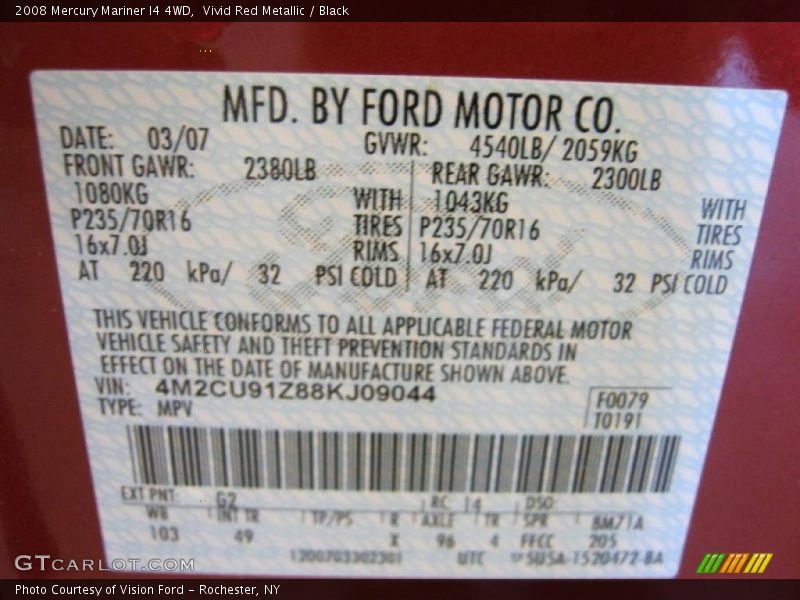 2008 Mercury Mariner I4 4WD,  Vivid Red Metallic / Black
MFD. BY FORD MOTOR CO.
DATE: 03/07 GVWR: 4540LB/ 2059KG
FRONT GAWR: 2380LB REAR GAWR: 2300LB
1080KG WITH 1043KG WITH
P235/70R16 TIRES P235/70R16 TIRES
16x7.0J RIMS 16x7.0J RIMS
AT 220 kPa/ 32 PSI COLD AT 220 kPa/ 32 PSI COLD
THIS VEHICLE CONFORMS TO ALL APPLICABLE FEDERAL MOTOR
VEHICLE SAFETY AND THEFT PREVENTION STANDARDS IN
EFFECT ON THE DATE OF MANUFACTURE SHOWN ABOVE.
VIN: 4M2CU91Z88KJ09044 F0079
TYPE: MPV T0191
EXT PNT: G2 RC: 14 DSO:
WB INT TR TP/PS R AXLE TR SPR BM71A
103 49 X 96 4 FFCC 205
1200703302301 UTC 5U5A-1520472-BA
GTCARLOT.COM
Photo Courtesy of Vision Ford - Rochester, NY